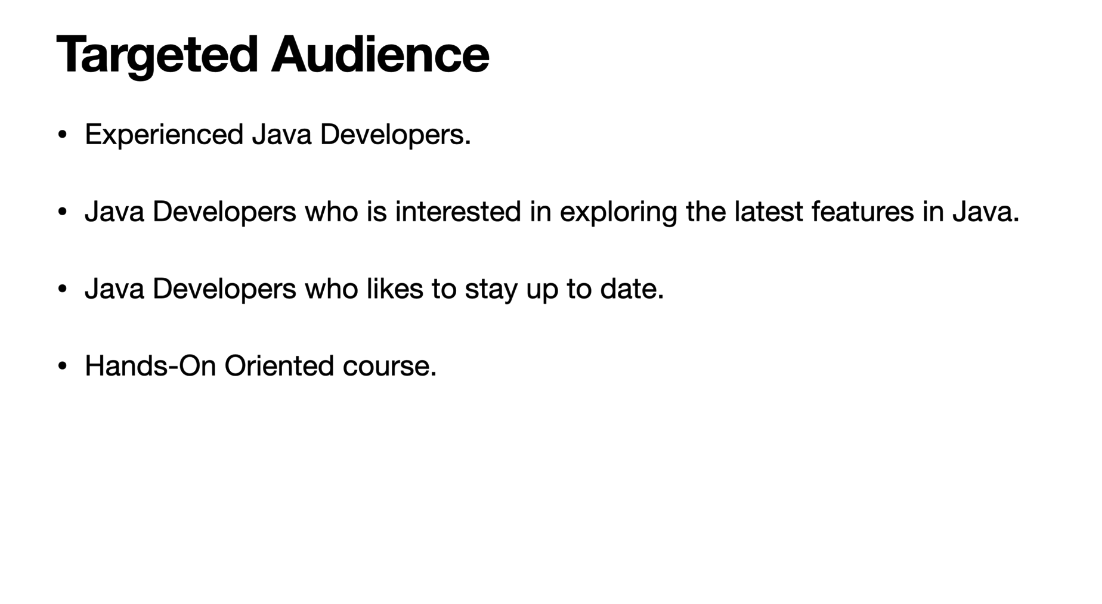 Targeted Audience
• Experienced Java Developers.
• Java Developers who is interested in exploring the latest features in Java.
• Java Developers who likes to stay up to date.
• Hands-On Oriented course.